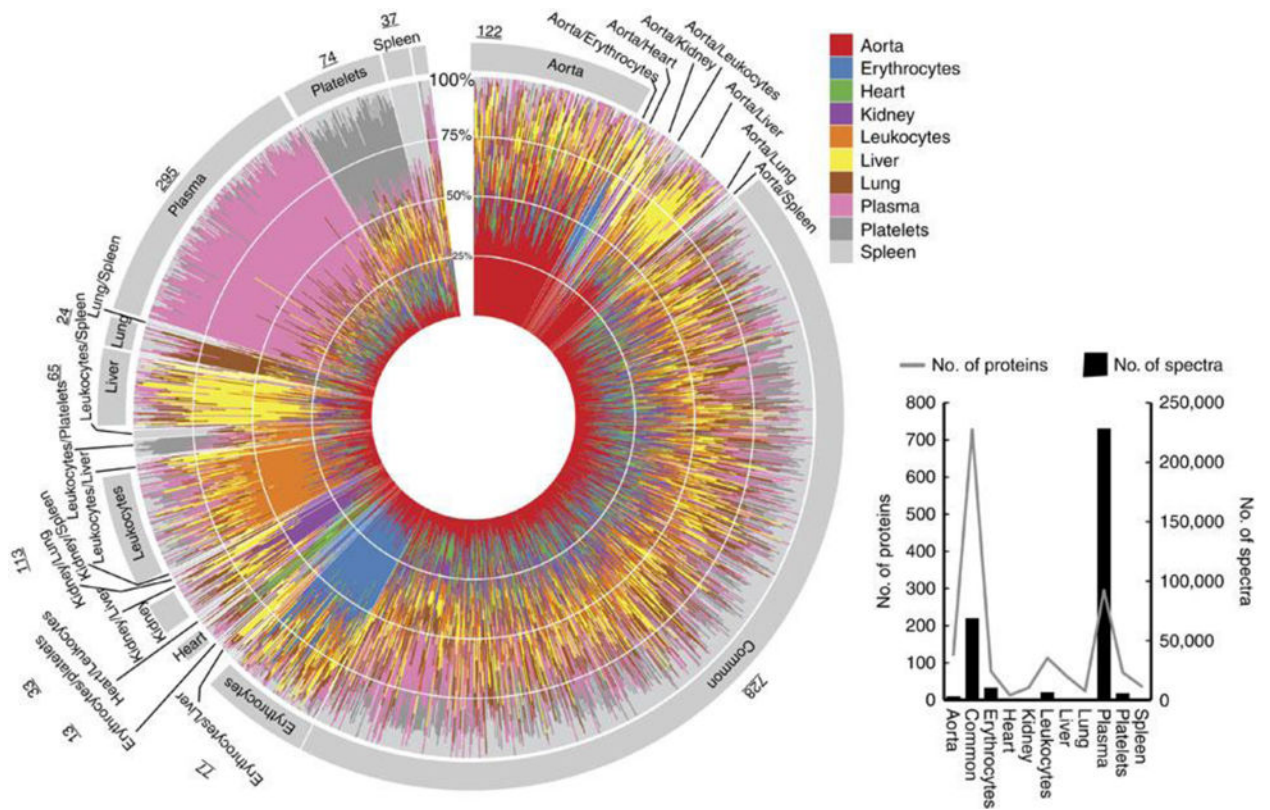 37
Spleen
74
Platelets
295
Plasma
Lung/Spleen
24
Lung
Leukocytes/Spleen
Liver
65
Leukocytes/Platelets
Leukocytes/Liver
Leukocytes
Kidney/Spleen
Kidney/Lung
113
Kidney/Liver
Kidney
Heart/Leukocytes
33
Heart
Erythrocytes/platelets
13
Erythrocytes/Liver
77
Erythrocytes
Common
728
122
Aorta
Aorta/Erythrocytes
Aorta/Heart
Aorta/Kidney
Aorta/Leukocytes
Aorta/Liver
Aorta/Lung
Aorta/Spleen
100%
75%
50%
25%
Aorta
Erythrocytes
Heart
Kidney
Leukocytes
Liver
Lung
Plasma
Platelets
Spleen
No. of proteins
No. of spectra
800
700
600
500
400
300
200
100
0
No. of proteins
250,000
200,000
150,000
100,000
50,000
0
No. of spectra
Aorta
Common
Erythrocytes
Heart
Kidney
Leukocytes
Liver
Lung
Plasma
Platelets
Spleen